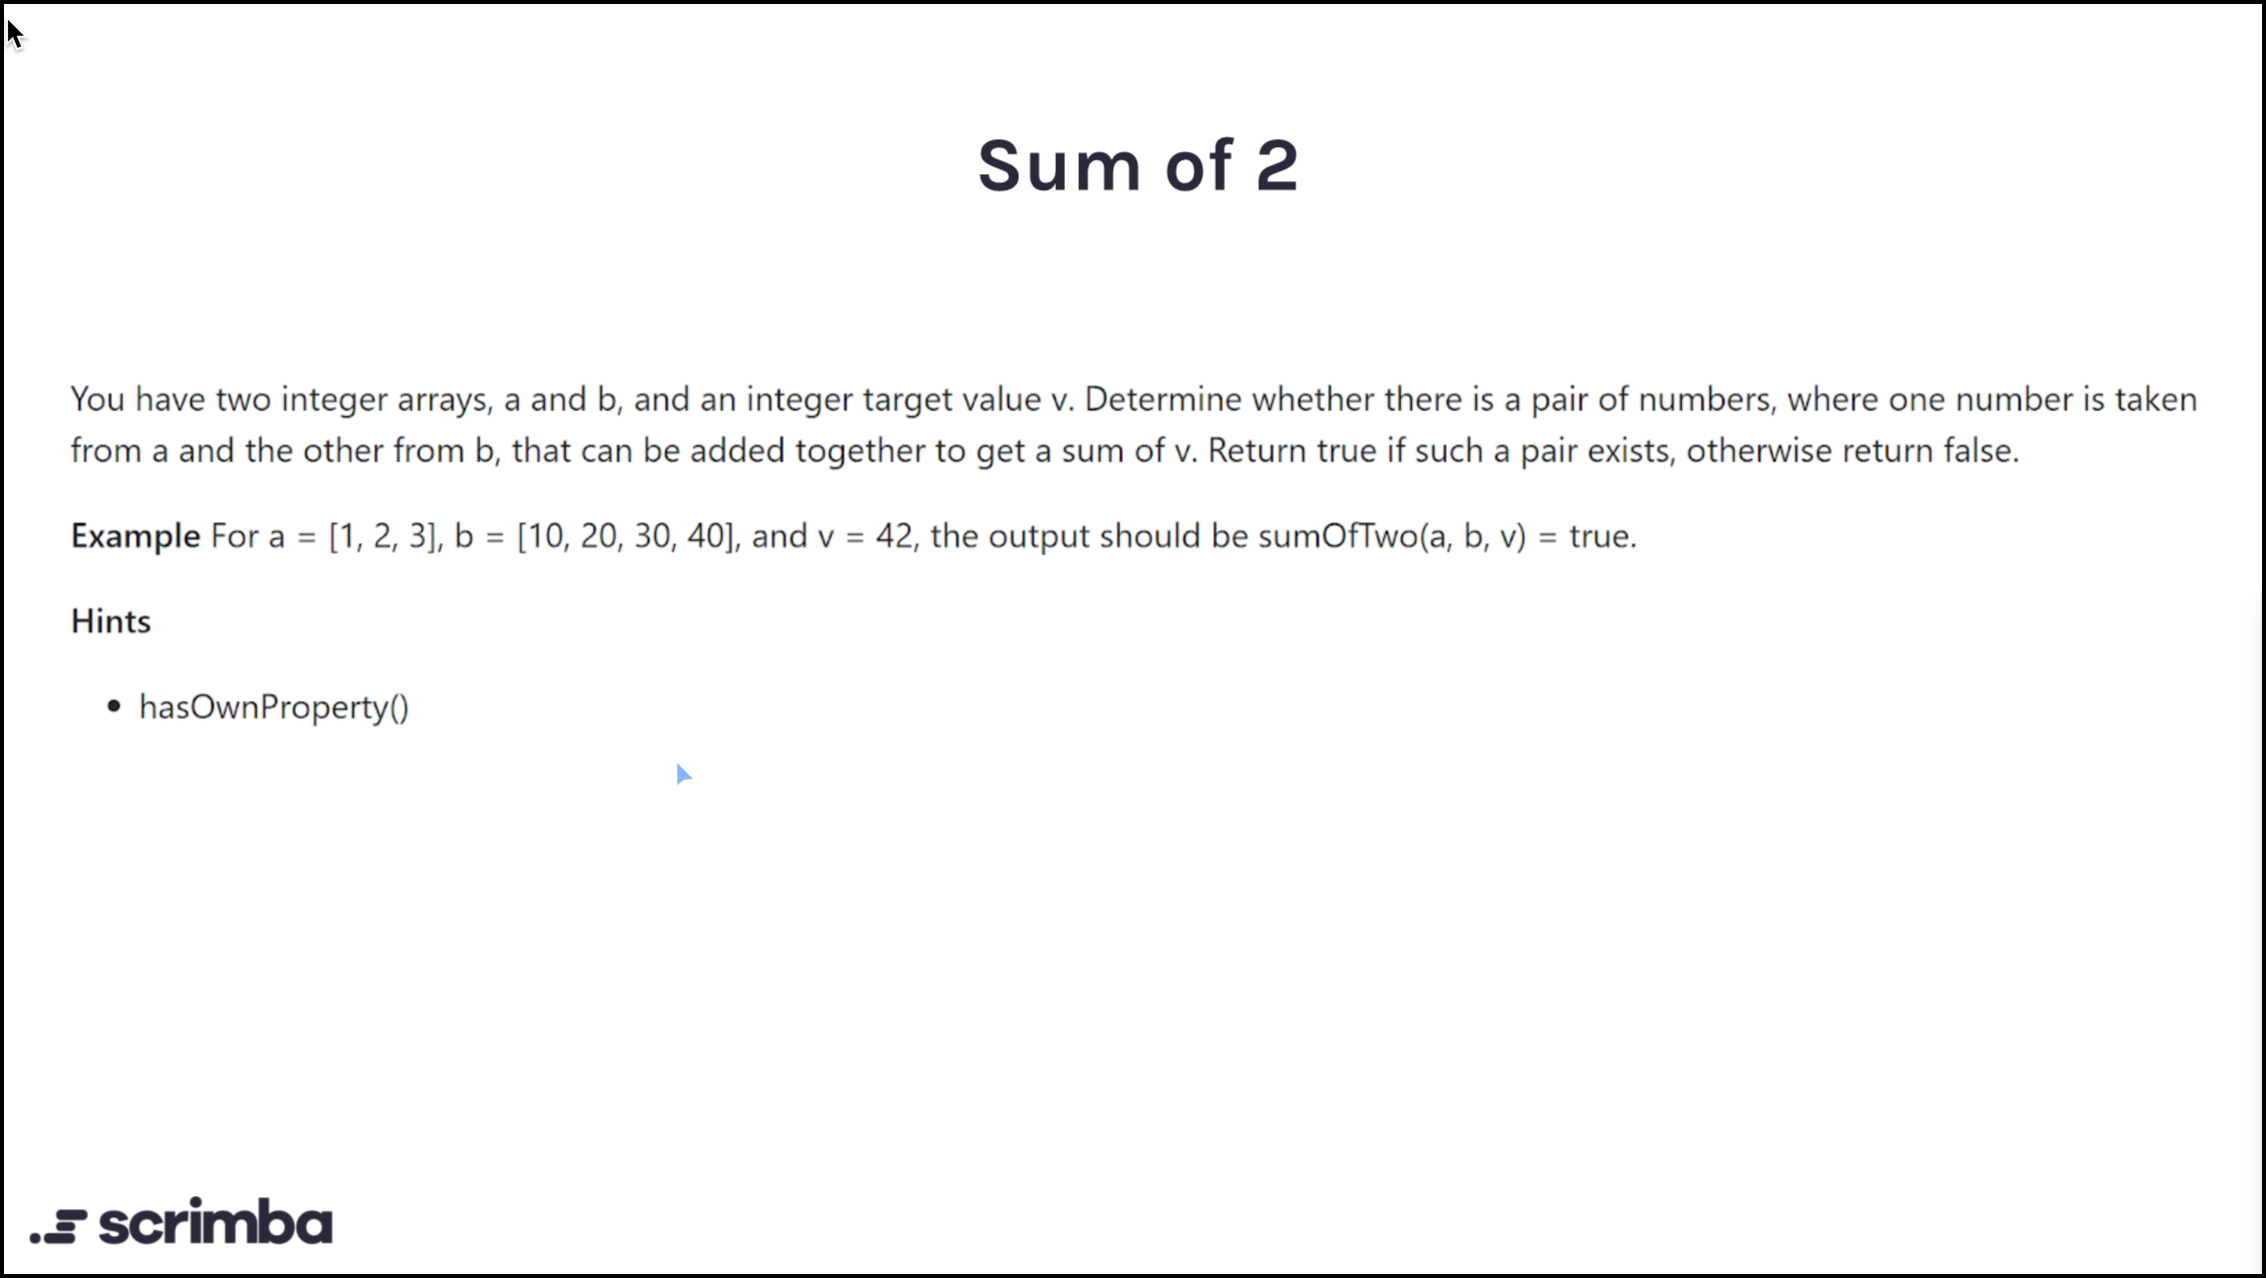 Sum of 2
You have two integer arrays, a and b, and an integer target value v. Determine whether there is a pair of numbers, where one number is taken
from a and the other from b, that can be added together to get a sum of v. Return true if such a pair exists, otherwise return false.
Example For a = [1, 2, 3], b = [10, 20, 30, 40], and v = 42, the output should be sumOfTwo(a, b, v) = true.
Hints
• hasOwnProperty()
scrimba